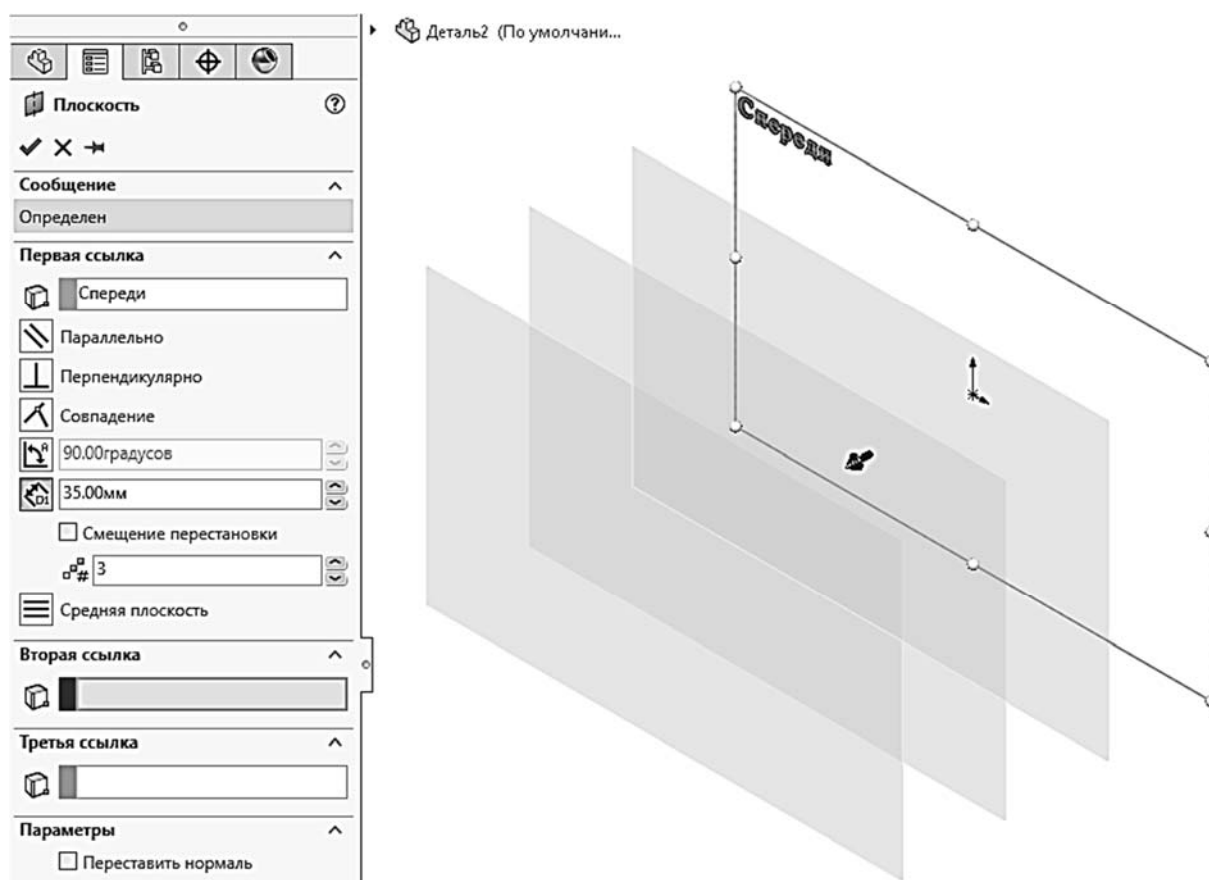 Деталь2 (По умолчани...
Плоскость
Сообщение
Определен
Первая ссылка
Спереди
Параллельно
Перпендикулярно
Совпадение
90.00градусов
35.00мм
Смещение перестановки
3
Средняя плоскость
Вторая ссылка
Третья ссылка
Параметры
Переставить нормаль
Спереди